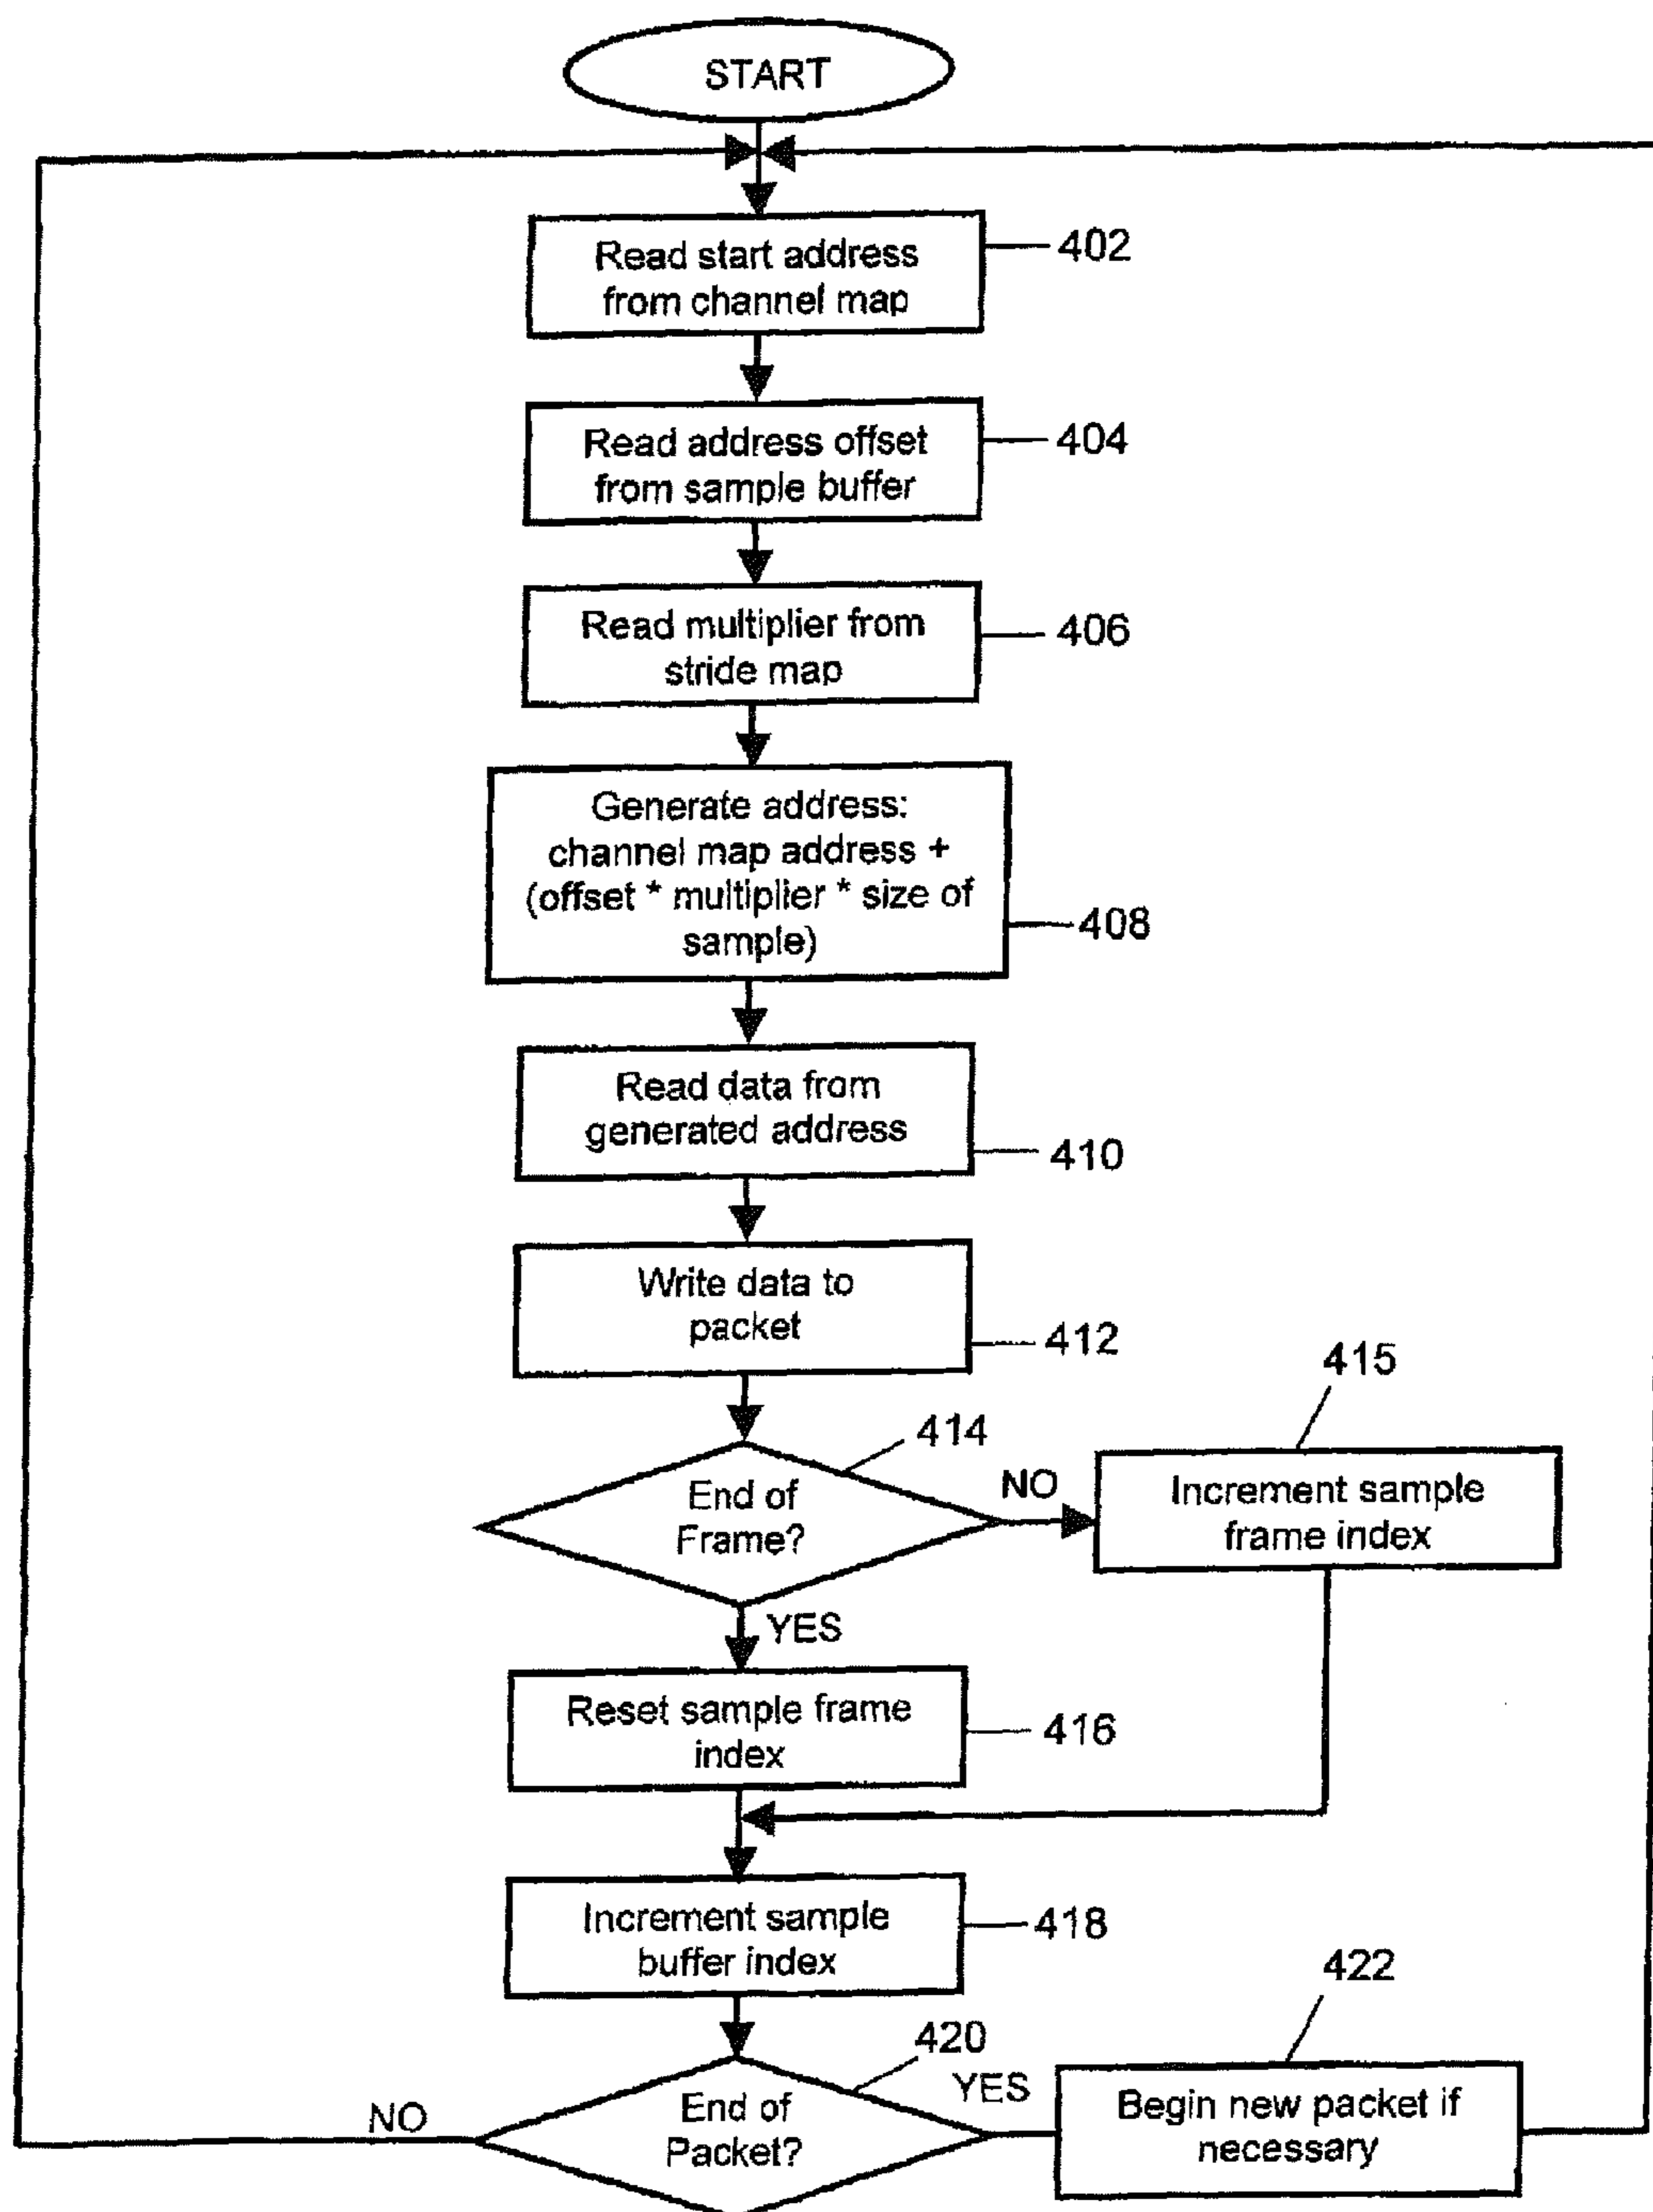 START
Read start address
from channel map
402
Read address offset
from sample buffer
404
Read multiplier from
stride map
406
Generate address:
channel map address +
(offset * multiplier * size of
sample)
408
Read data from
generated address
410
Write data to
packet
412
414
End of
Frame?
NO
415
Increment sample
frame index
YES
Reset sample frame
index
416
Increment sample
buffer index
418
420
End of
Packet?
NO
YES
422
Begin new packet if
necessary